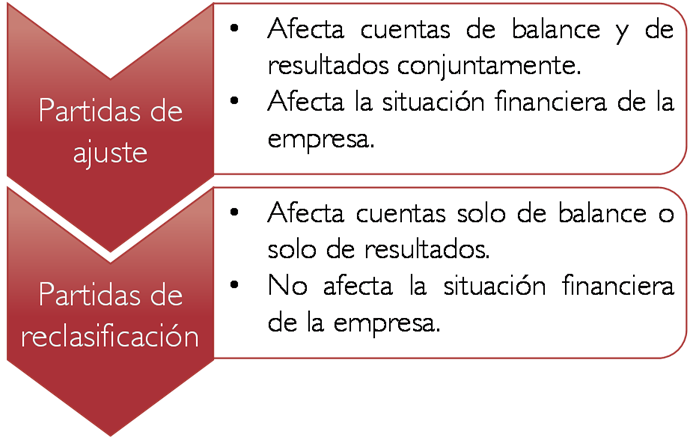 Partidas de
ajuste
• Afecta cuentas de balance y de
resultados conjuntamente.
• Afecta la situación financiera de la
empresa.
Partidas de
reclasificación
• Afecta cuentas solo de balance o
solo de resultados.
• No afecta la situación financiera
de la empresa.